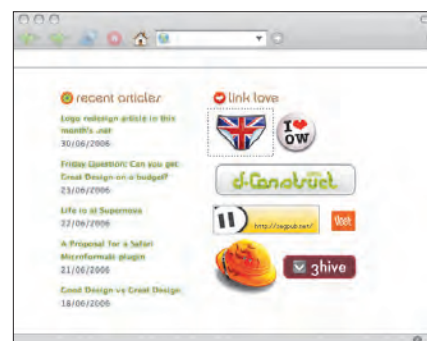 recent articles
Logo redesign article in this
month's .net
30/06/2006
Friday Question: Can you get
Great Design on a budget?
23/06/2006
Life is at Supernova
22/06/2006
A Proposal for a Safari
Microformats plugin
21/06/2006
Good Design vs Great Design
18/06/2006
link love
I
OW
d.Construct
http://segpub.net/
3hive